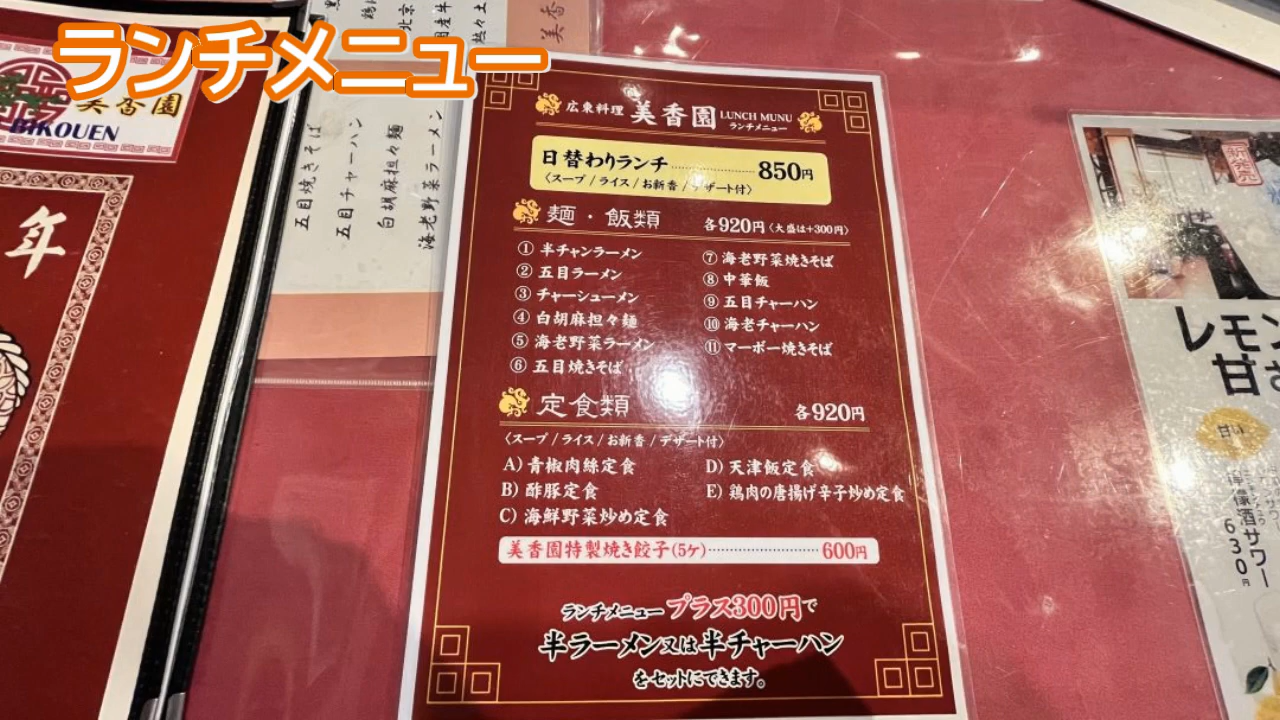 ランチメニュー
美香園
BIKOUEN
年
五目焼きそば
五目チャーハン
白胡麻担々麺
海老野菜ラーメン
広東料理 美香園 LUNCH MUNU
ランチメニュー
日替わりランチ 850円
〈スープ / ライス / お新香 / デザート付〉
麺・飯類 各920円〈大盛は+300円〉
① 半チャンラーメン
② 五目ラーメン
③ チャーシューメン
④ 白胡麻担々麺
⑤ 海老野菜ラーメン
⑥ 五目焼きそば
⑦ 海老野菜焼きそば
⑧ 中華飯
⑨ 五目チャーハン
⑩ 海老チャーハン
⑪ マーボー焼きそば
定食類 各920円
〈スープ / ライス / お新香 / デザート付〉
A) 青椒肉絲定食
B) 酢豚定食
C) 海鮮野菜炒め定食
D) 天津飯定食
E) 鶏肉の唐揚げ辛子炒め定食
美香園特製焼き餃子(5ケ) 600円
ランチメニュープラス300円で
半ラーメン又は半チャーハン
をセットにできます。
新発売
レモン
甘
甘い
檸檬酒サワー
630円